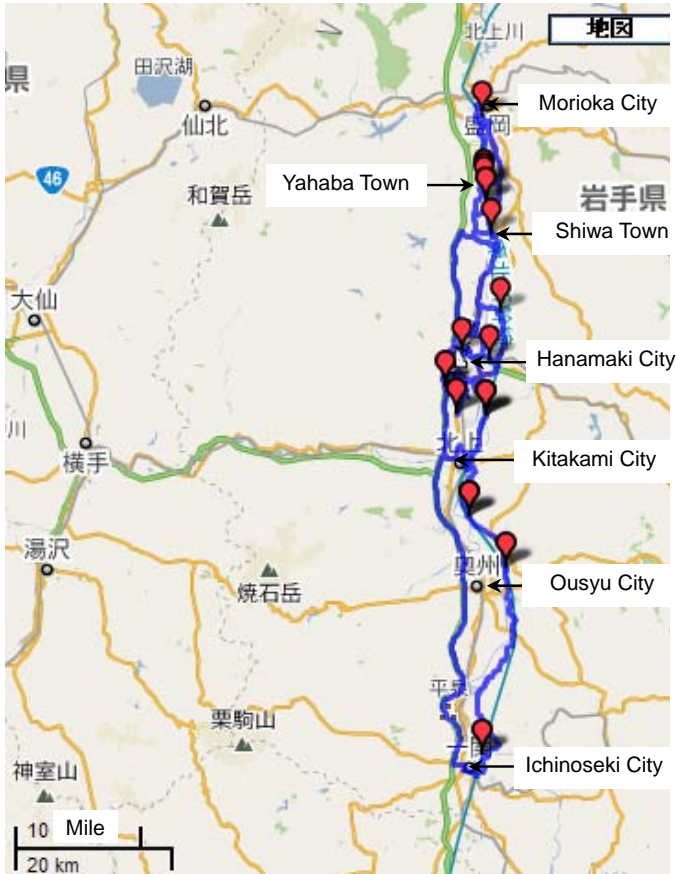 地図
北上川
田沢湖
県
Morioka City
仙北
盛岡
46
Yahaba Town
和賀岳
岩手県
Shiwa Town
大仙
Hanamaki City
川
横手
北上
Kitakami City
湯沢
焼石岳
奥州
Ousyu City
平泉
栗駒山
一関
Ichinoseki City
神室山
10 Mile
20 km